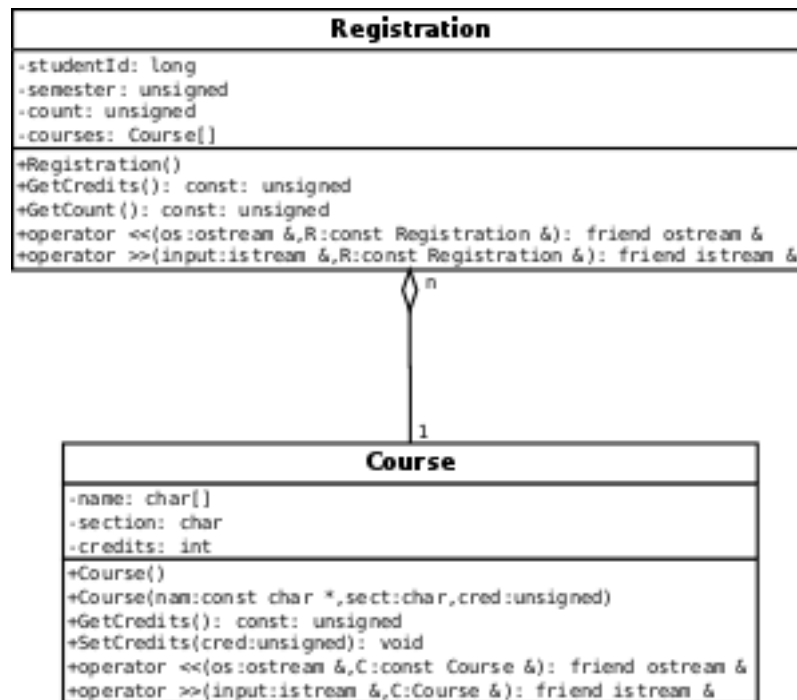 Registration
-studentId: long
-semester: unsigned
-count: unsigned
-courses: Course[]
+Registration()
+GetCredits(): const: unsigned
+GetCount(): const: unsigned
+operator <<(os:ostream &,R:const Registration &): friend ostream &
+operator >>(input:istream &,R:const Registration &): friend istream &
n
1
Course
-name: char[]
-section: char
-credits: int
+Course()
+Course(nam:const char *,sect:char,cred:unsigned)
+GetCredits(): const: unsigned
+SetCredits(cred:unsigned): void
+operator <<(os:ostream &,C:const Course &): friend ostream &
+operator >>(input:istream &,C:Course &): friend istream &